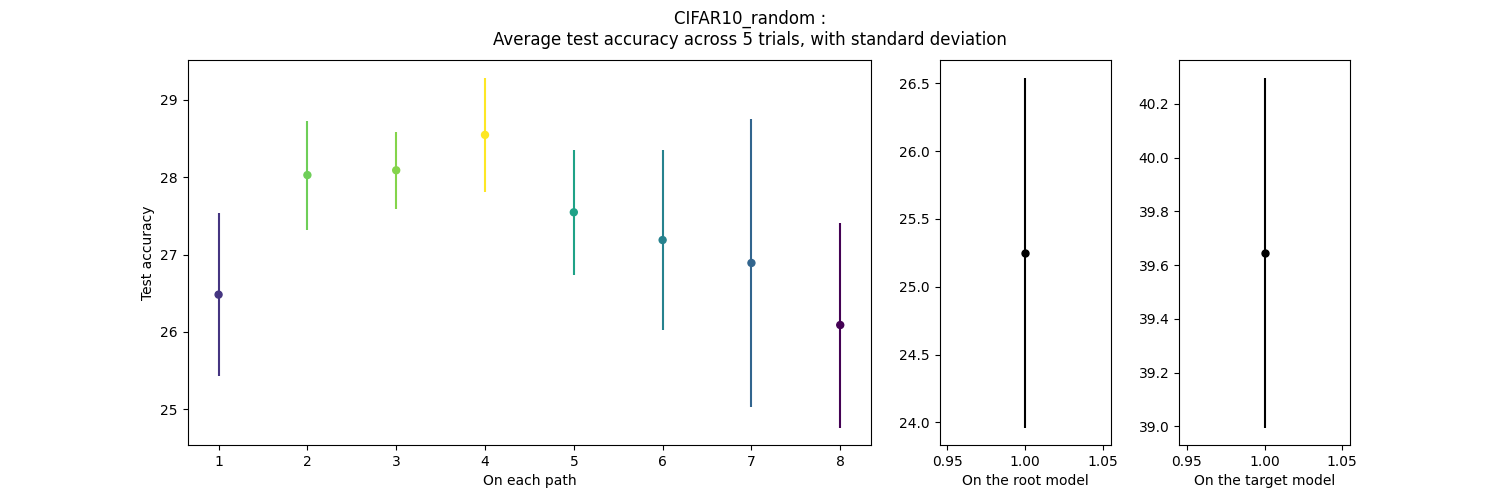 CIFAR10_random :
Average test accuracy across 5 trials, with standard deviation
Test accuracy
29
28
27
26
25
1 2 3 4 5 6 7 8
On each path
26.5
26.0
25.5
25.0
24.5
24.0
0.95 1.00 1.05
On the root model
40.2
40.0
39.8
39.6
39.4
39.2
39.0
0.95 1.00 1.05
On the target model